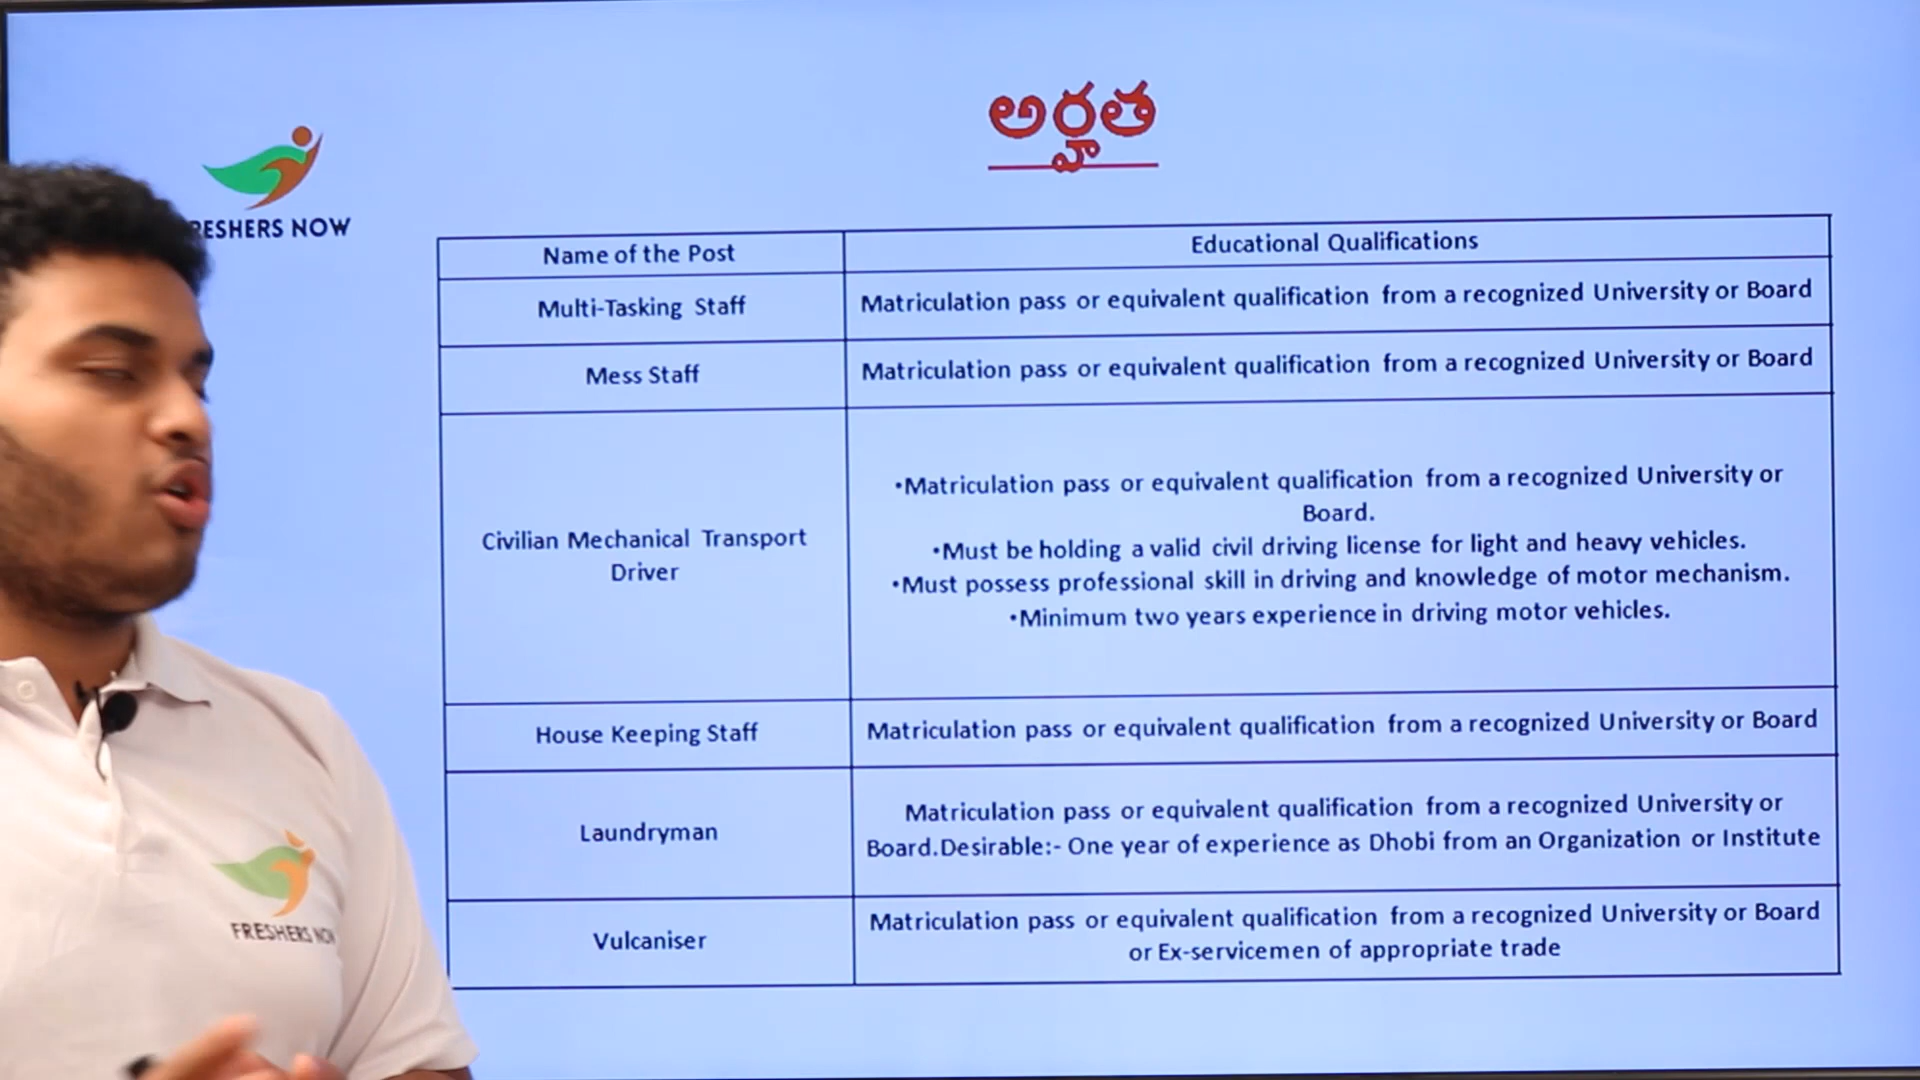 అర్హత
RESHERS NOW
Name of the Post
Educational Qualifications
Multi-Tasking Staff
Matriculation pass or equivalent qualification from a recognized University or Board
Mess Staff
Matriculation pass or equivalent qualification from a recognized University or Board
Civilian Mechanical Transport
Driver
•Matriculation pass or equivalent qualification from a recognized University or
Board.
•Must be holding a valid civil driving license for light and heavy vehicles.
•Must possess professional skill in driving and knowledge of motor mechanism.
•Minimum two years experience in driving motor vehicles.
House Keeping Staff
Matriculation pass or equivalent qualification from a recognized University or Board
Laundryman
Matriculation pass or equivalent qualification from a recognized University or
Board.Desirable:- One year of experience as Dhobi from an Organization or Institute
Vulcaniser
Matriculation pass or equivalent qualification from a recognized University or Board
or Ex-servicemen of appropriate trade
FRESHERS NOW